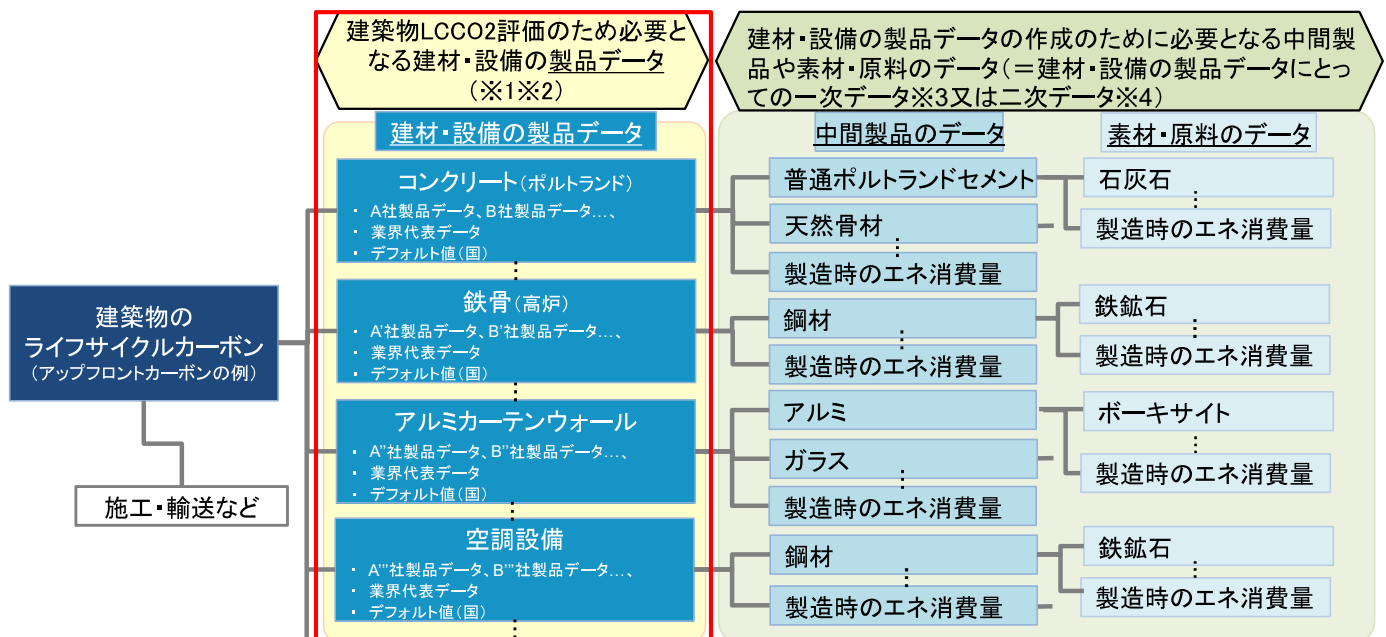 建築物LCCO2評価のため必要と
なる建材・設備の製品データ
(※1※2)
建材・設備の製品データの作成のために必要となる中間製
品や素材・原料のデータ(=建材・設備の製品データにとっ
ての一次データ※3又は二次データ※4)
建材・設備の製品データ
中間製品のデータ
素材・原料のデータ
建築物の
ライフサイクルカーボン
(アップフロントカーボンの例)
施工・輸送など
コンクリート(ポルトランド)
・ A社製品データ、B社製品データ…、
・ 業界代表データ
・ デフォルト値(国)
普通ポルトランドセメント
天然骨材
製造時のエネ消費量
石灰石
製造時のエネ消費量
鉄骨(高炉)
・ A'社製品データ、B'社製品データ…、
・ 業界代表データ
・ デフォルト値(国)
鋼材
製造時のエネ消費量
鉄鉱石
製造時のエネ消費量
アルミカーテンウォール
・ A''社製品データ、B''社製品データ…、
・ 業界代表データ
・ デフォルト値(国)
アルミ
ガラス
製造時のエネ消費量
ボーキサイト
製造時のエネ消費量
空調設備
・ A'''社製品データ、B'''社製品データ…、
・ 業界代表データ
・ デフォルト値(国)
鋼材
製造時のエネ消費量
鉄鉱石
製造時のエネ消費量